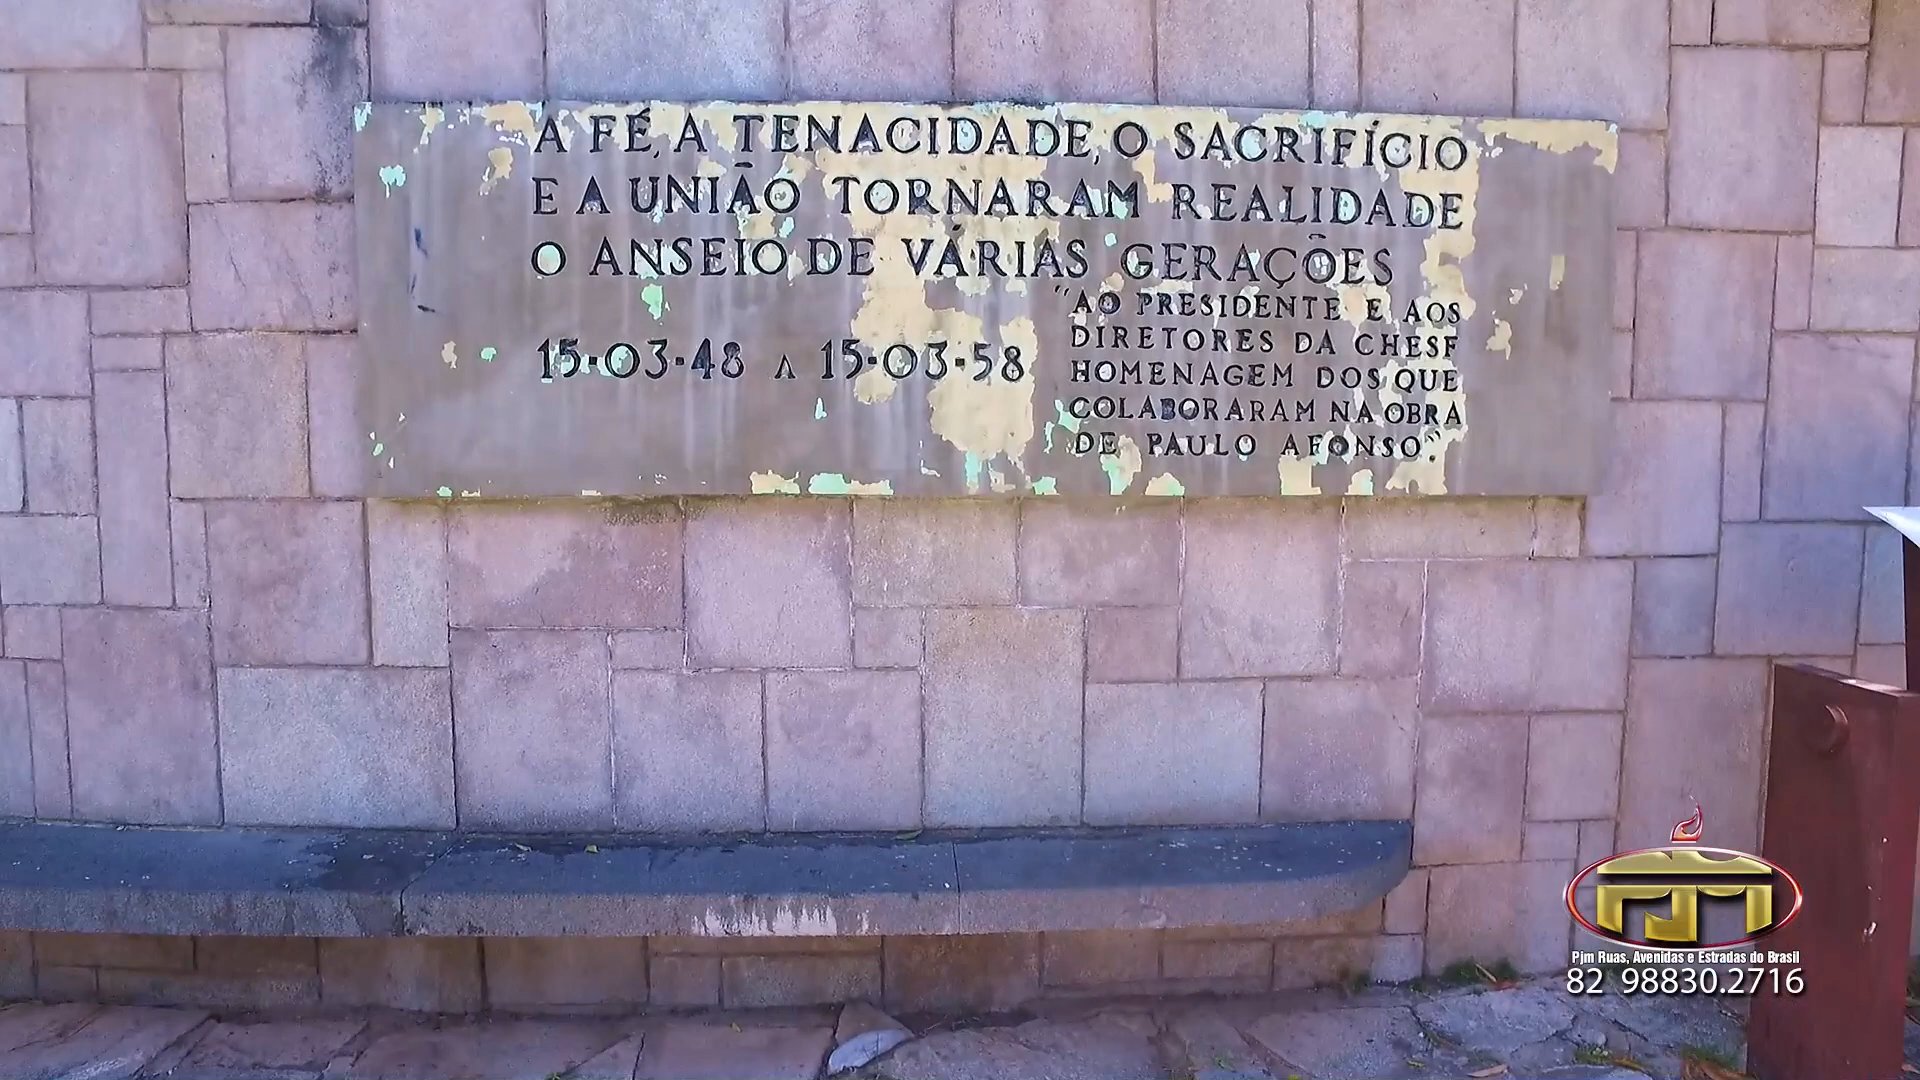 A FÉ, A TENACIDADE, O SACRIFÍCIO
E A UNIÃO TORNARAM REALIDADE
O ANSEIO DE VÁRIAS GERAÇÕES
15·03·48 A 15·03·58
"AO PRESIDENTE E AOS
DIRETORES DA CHESF
HOMENAGEM DOS QUE
COLABORARAM NA OBRA
DE PAULO AFONSO".
PJM
Pjm Ruas, Avenidas e Estradas do Brasil
82 98830.2716